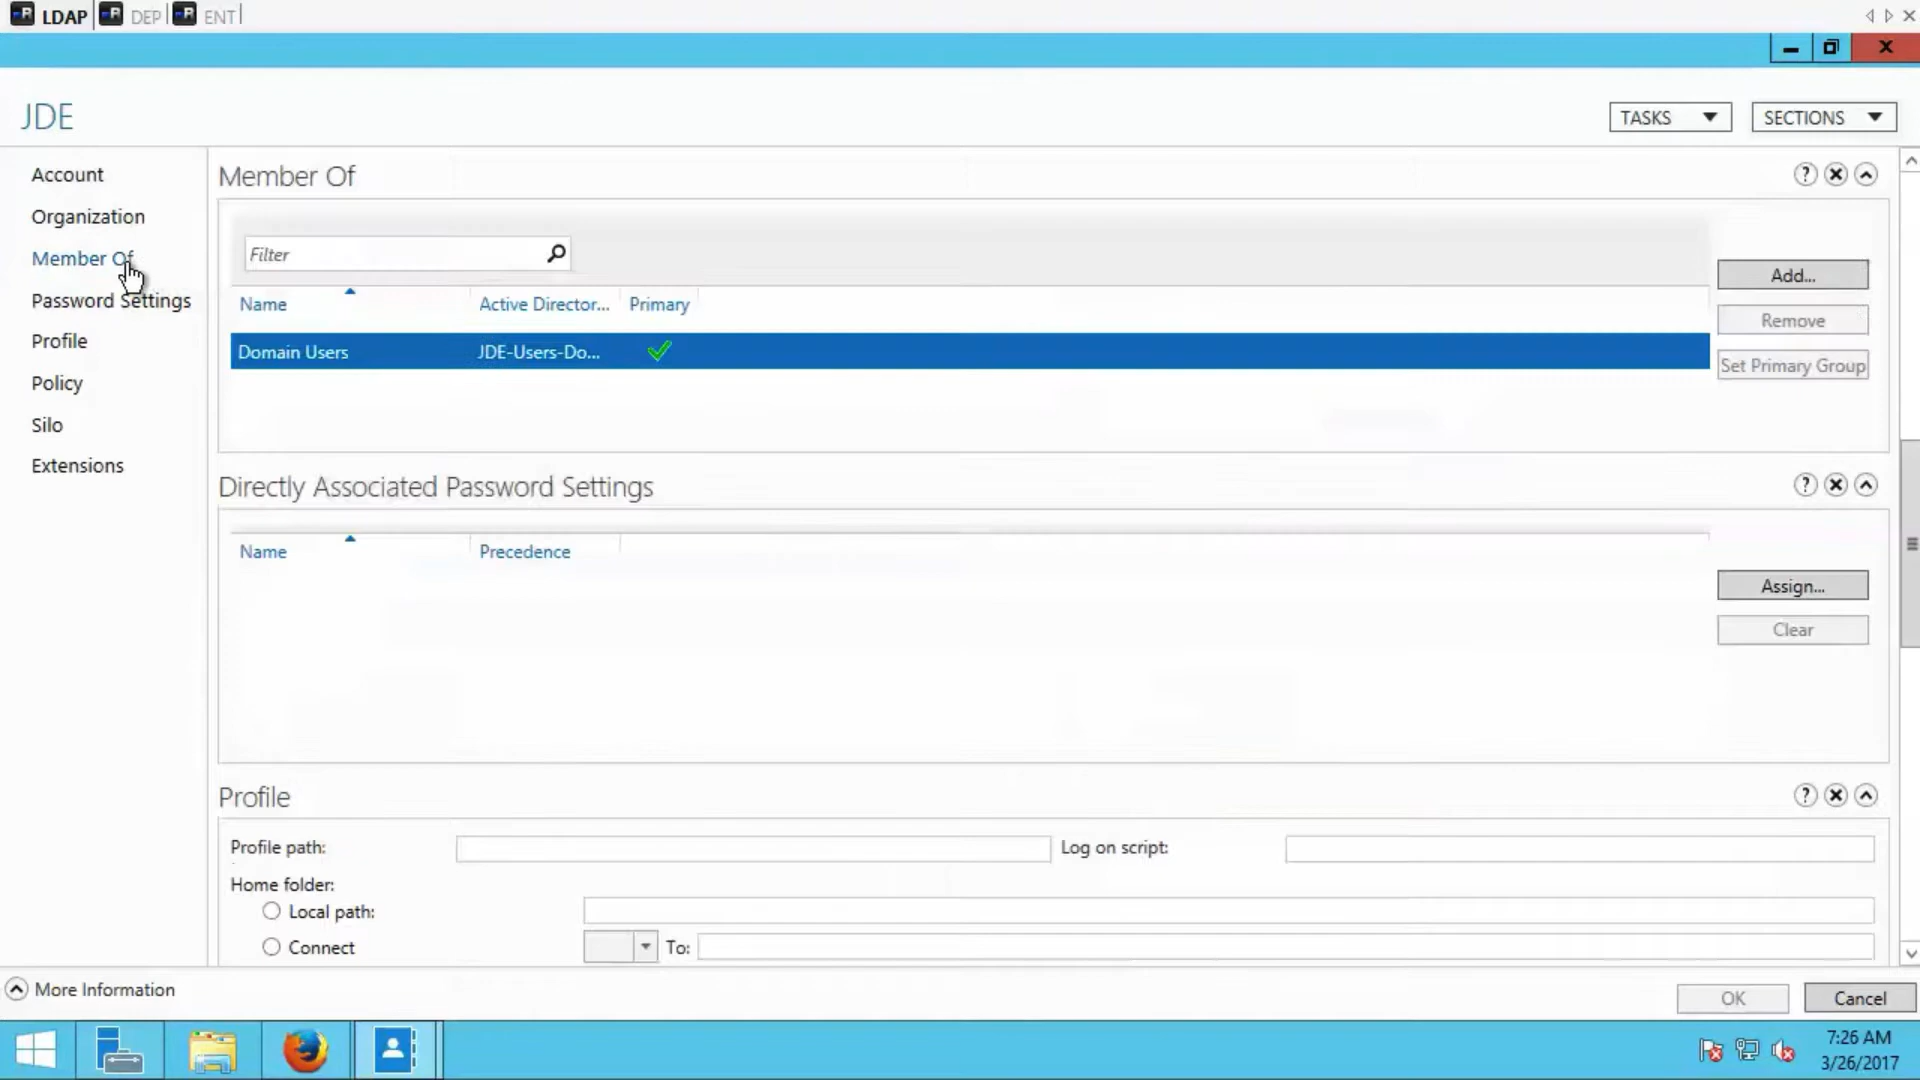 LDAP DEP ENT
JDE
TASKS
SECTIONS
Account
Organization
Member Of
Password Settings
Profile
Policy
Silo
Extensions
Member Of
Filter
Name Active Director... Primary
Domain Users JDE-Users-Do...
Add...
Remove
Set Primary Group
Directly Associated Password Settings
Name Precedence
Assign...
Clear
Profile
Profile path: Log on script:
Home folder:
Local path:
Connect To:
More Information
OK Cancel
7:26 AM
3/26/2017